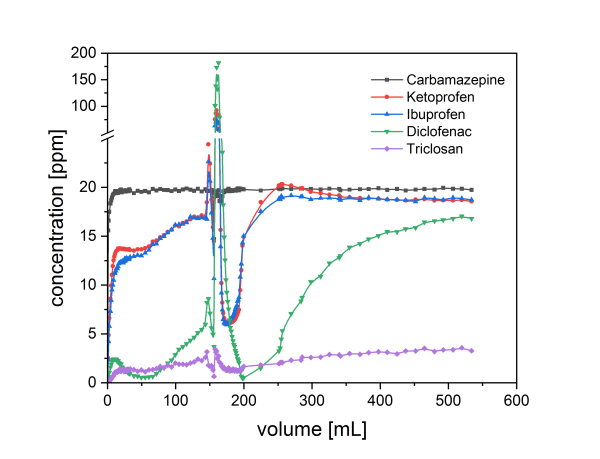 200
150
100
20
15
10
5
0
concentration [ppm]
Carbamazepine
Ketoprofen
Ibuprofen
Diclofenac
Triclosan
0 100 200 300 400 500 600
volume [mL]